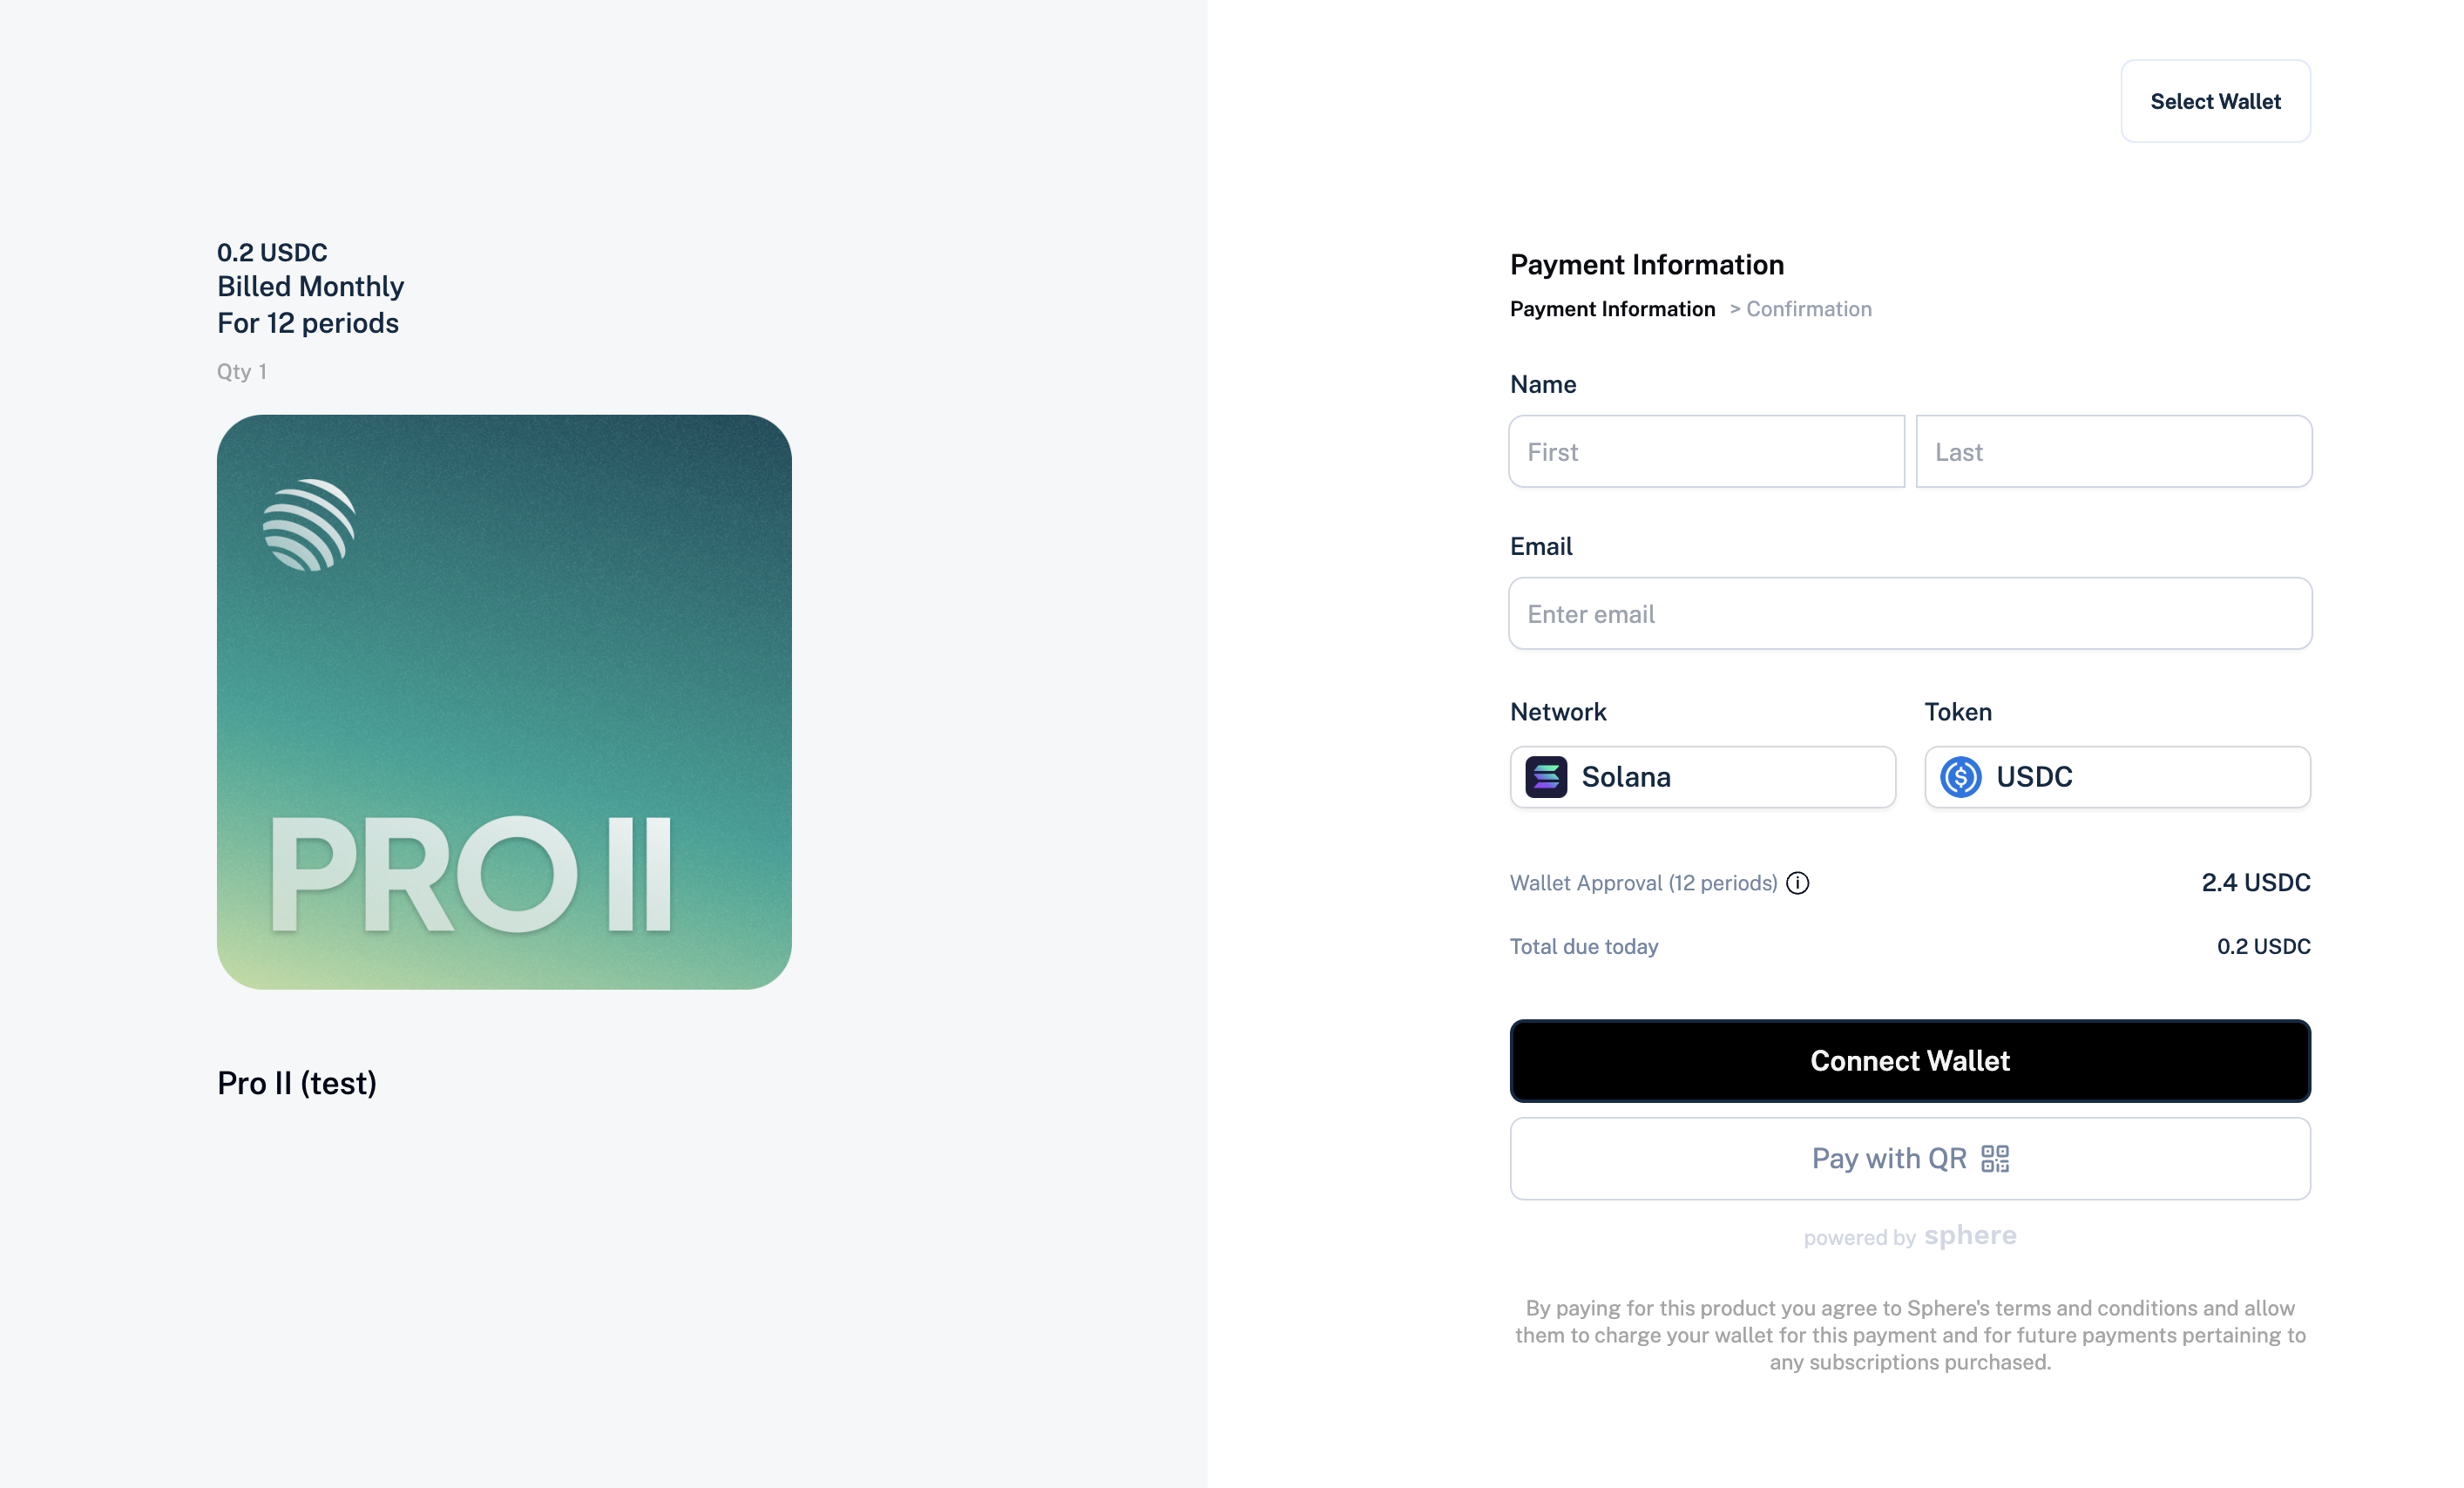 Select Wallet
0.2 USDC
Billed Monthly
For 12 periods
Qty 1
PRO II
Pro II (test)
Payment Information
Payment Information > Confirmation
Name
First
Last
Email
Enter email
Network
Token
Solana
USDC
Wallet Approval (12 periods)
2.4 USDC
Total due today
0.2 USDC
Connect Wallet
Pay with QR
powered by sphere
By paying for this product you agree to Sphere's terms and conditions and allow
them to charge your wallet for this payment and for future payments pertaining to
any subscriptions purchased.